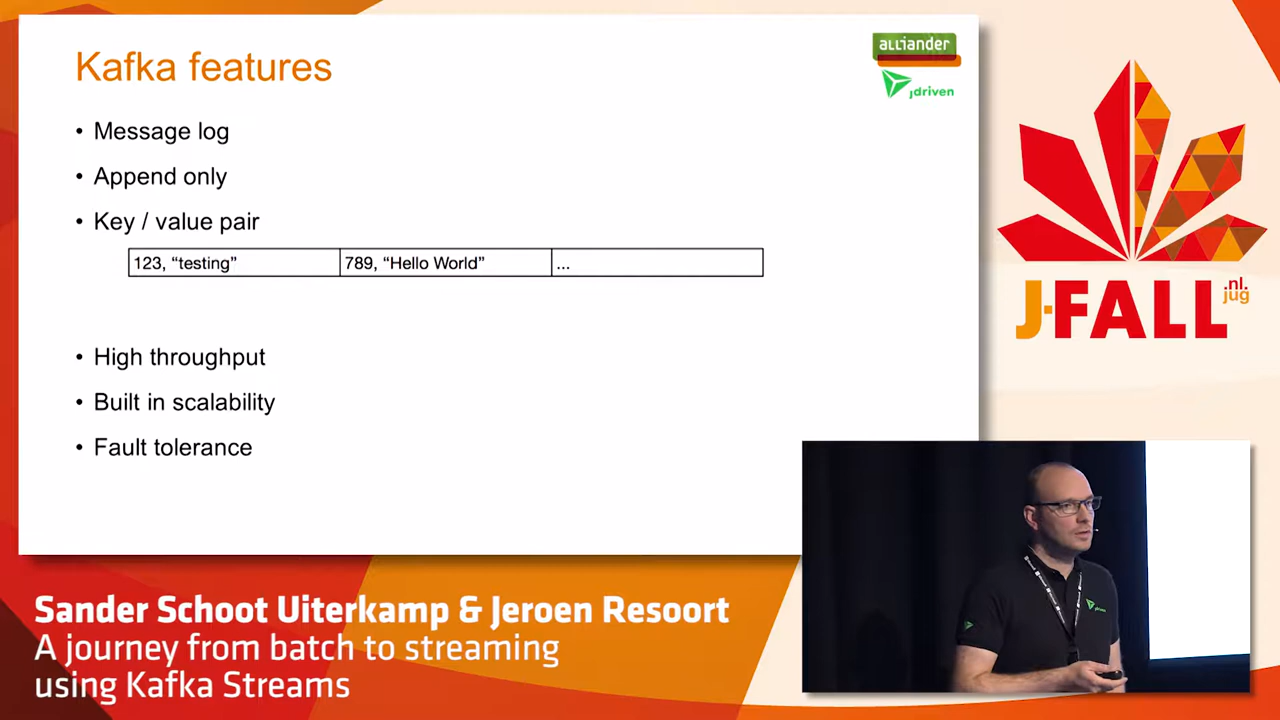 Kafka features
alliander
jdriven
• Message log
• Append only
• Key / value pair
123, “testing” 789, “Hello World” ...
• High throughput
• Built in scalability
• Fault tolerance
J-FALL
.nl.
jug
jdriven
Sander Schoot Uiterkamp & Jeroen Resoort
A journey from batch to streaming
using Kafka Streams